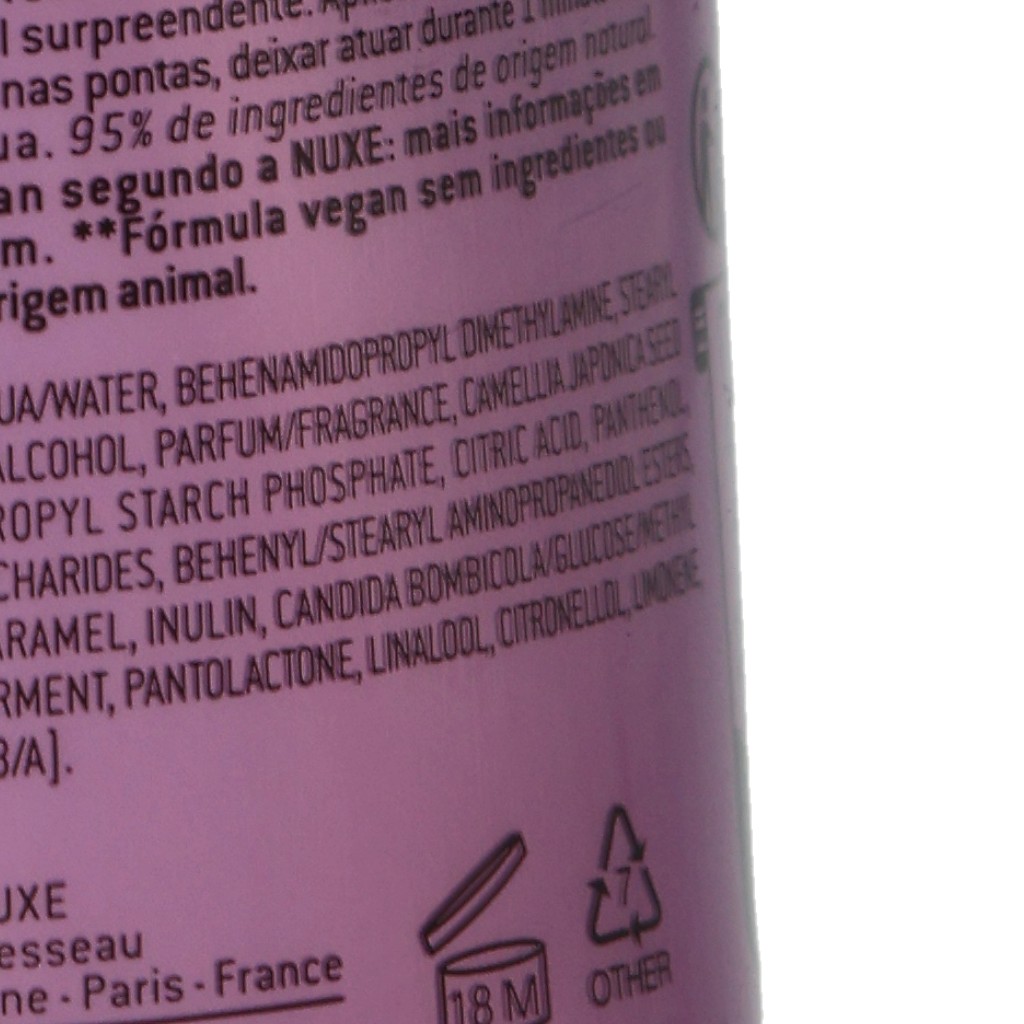 surpreendente.
nas pontas, deixar atuar durante 1
95% de ingredientes de origem natural.
segundo a NUXE: mais informações em
**Fórmula vegan sem ingredientes ou
animal.
UA/WATER, BEHENAMIDOPROPYL DIMETHYLAMINE, STEARYL
ALCOHOL, PARFUM/FRAGRANCE, CAMELLIA JAPONICA SEED
ROPYL STARCH PHOSPHATE, CITRIC ACID, PANTHENOL,
CHARIDES, BEHENYL/STEARYL AMINOPROPANEDIOL ESTERS,
ARAMEL, INULIN, CANDIDA BOMBICOLA/GLUCOSE/METHYL
RMENT, PANTOLACTONE, LINALOOL, CITRONELLOL, LIMONENE
/A].
UXE
esseau
ne - Paris - France
7
18 M
OTHER